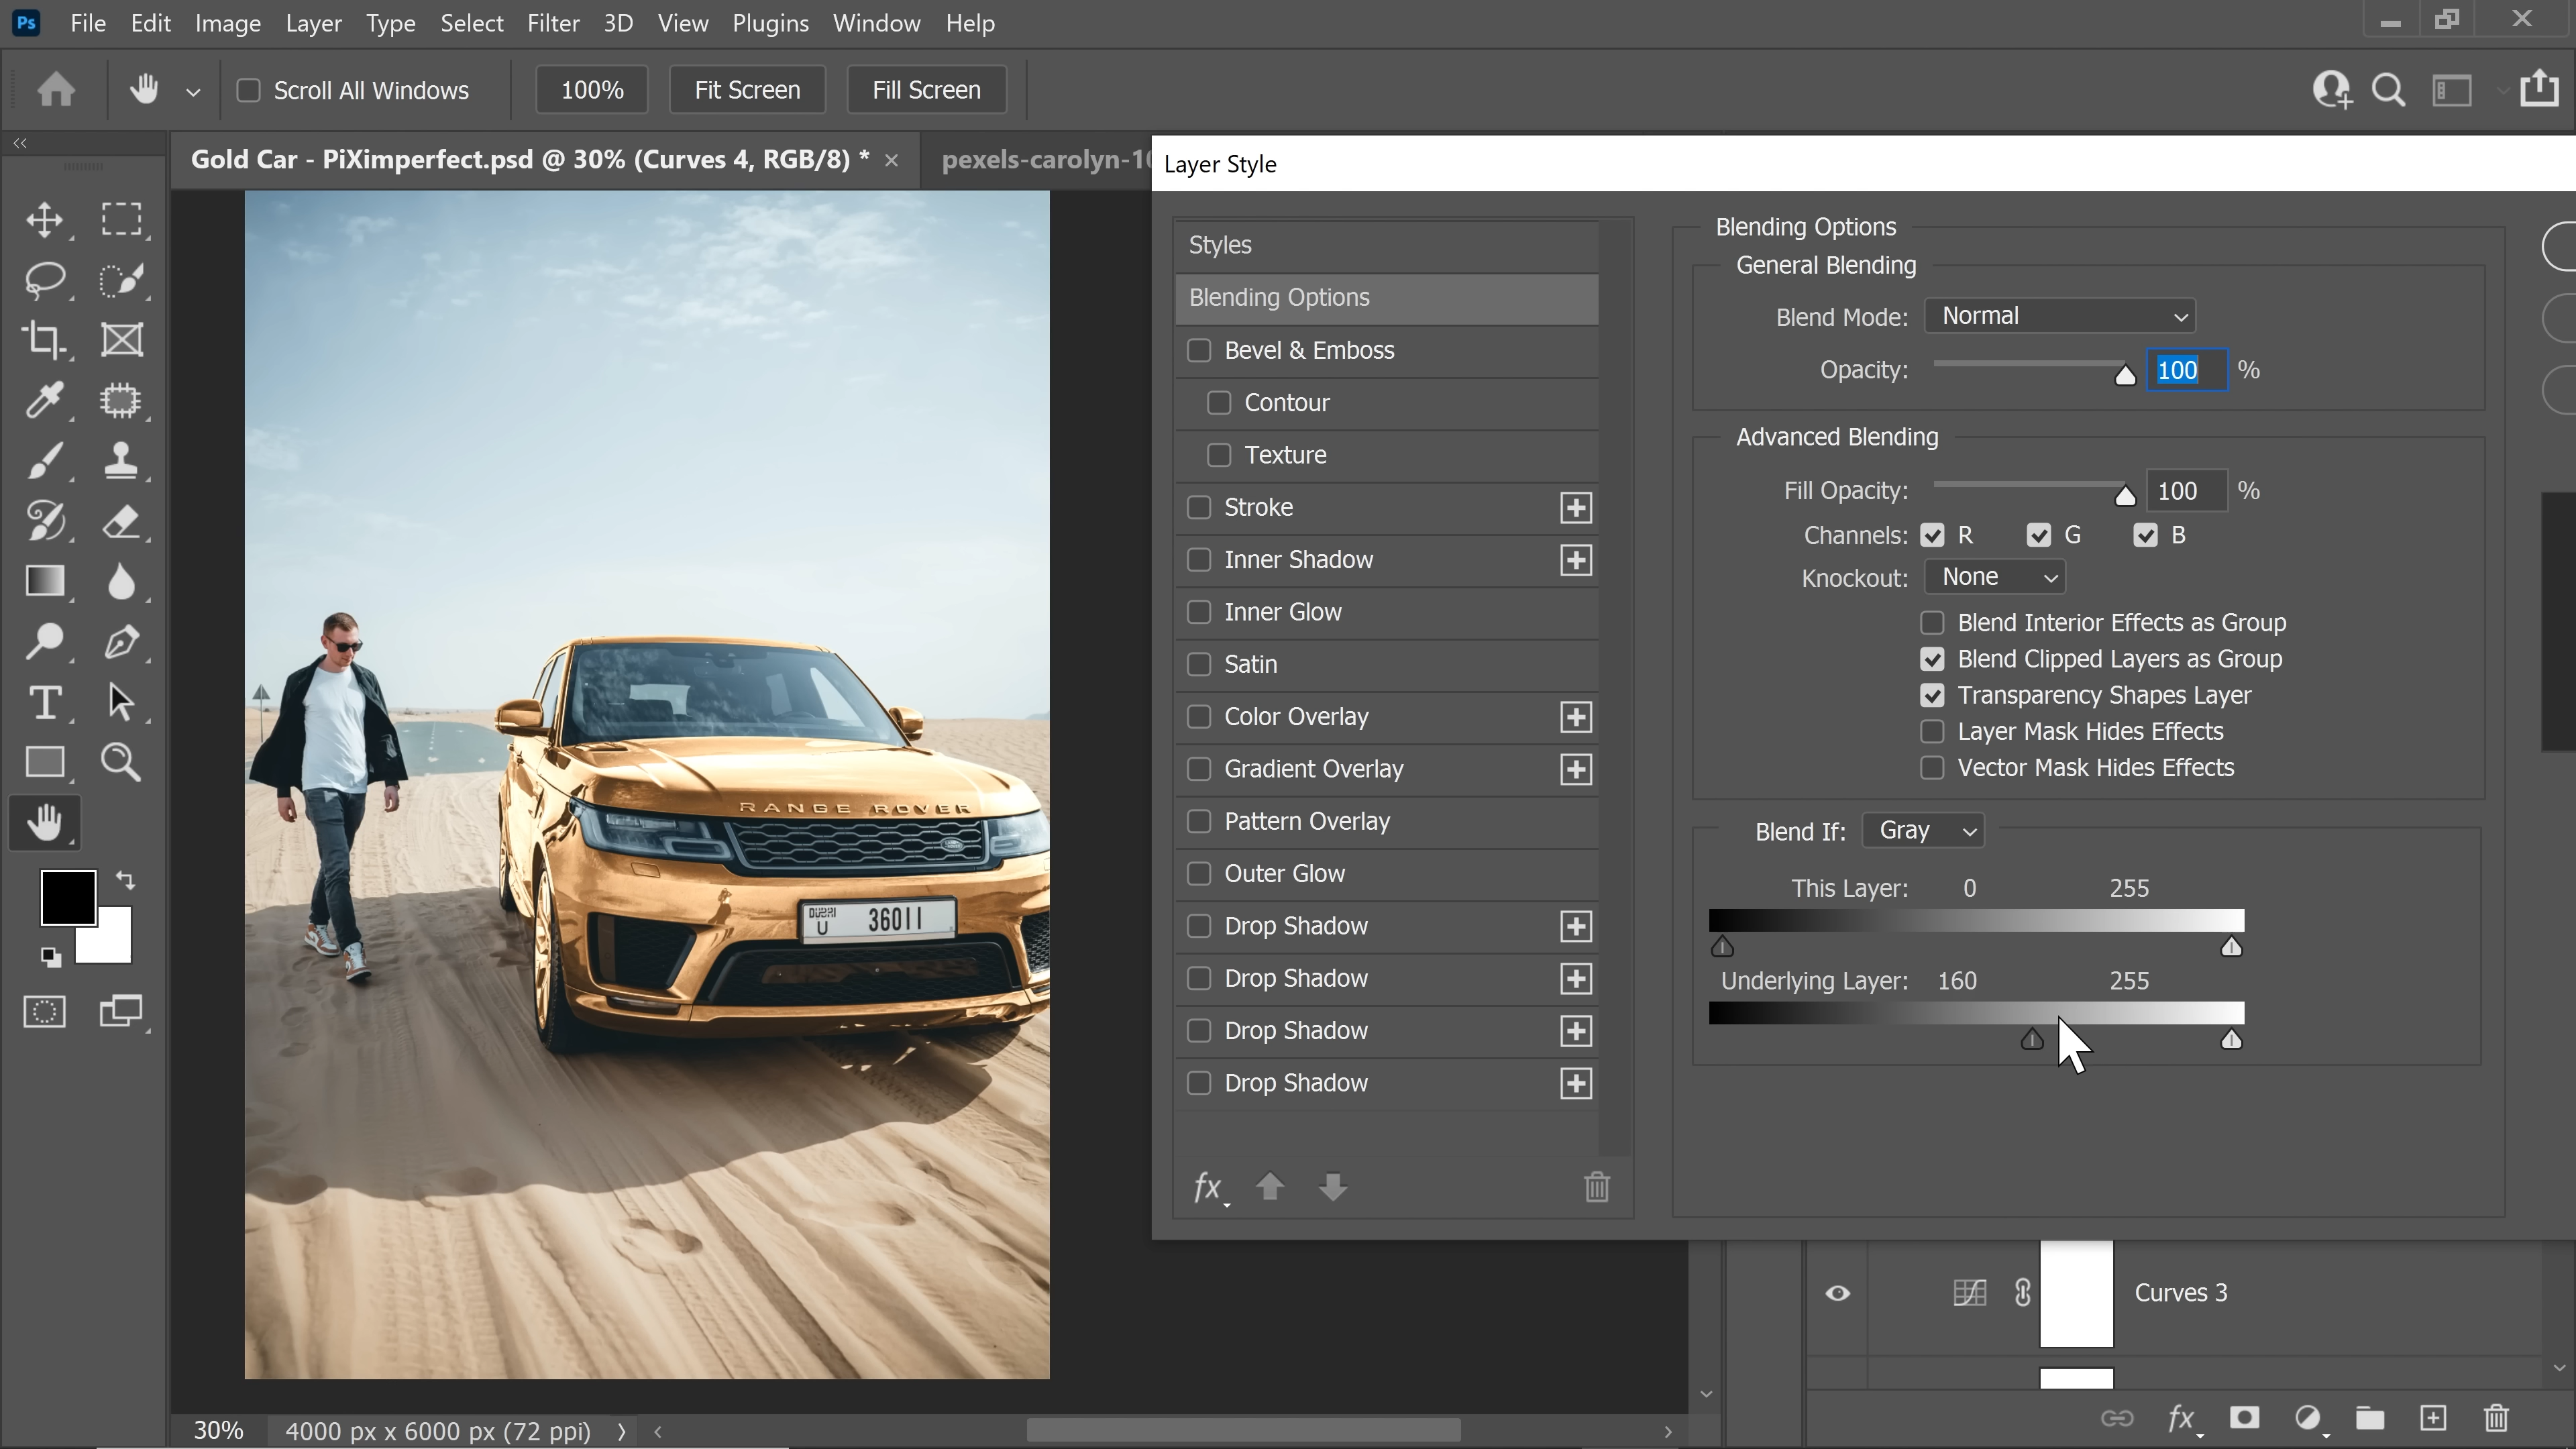 Ps File Edit Image Layer Type Select Filter 3D View Plugins Window Help
Scroll All Windows 100% Fit Screen Fill Screen
Gold Car - PiXimperfect.psd @ 30% (Curves 4, RGB/8) * × pexels-carolyn-1
Layer Style
Styles
Blending Options
Bevel & Emboss
Contour
Texture
Stroke
Inner Shadow
Inner Glow
Satin
Color Overlay
Gradient Overlay
Pattern Overlay
Outer Glow
Drop Shadow
Drop Shadow
Drop Shadow
Drop Shadow
fx
Blending Options
General Blending
Blend Mode: Normal
Opacity: 100 %
Advanced Blending
Fill Opacity: 100 %
Channels: R G B
Knockout: None
Blend Interior Effects as Group
Blend Clipped Layers as Group
Transparency Shapes Layer
Layer Mask Hides Effects
Vector Mask Hides Effects
Blend If: Gray
This Layer: 0 255
Underlying Layer: 160 255
RANGE ROVER
DUBAI
U 36011
Curves 3
fx
30% 4000 px x 6000 px (72 ppi)